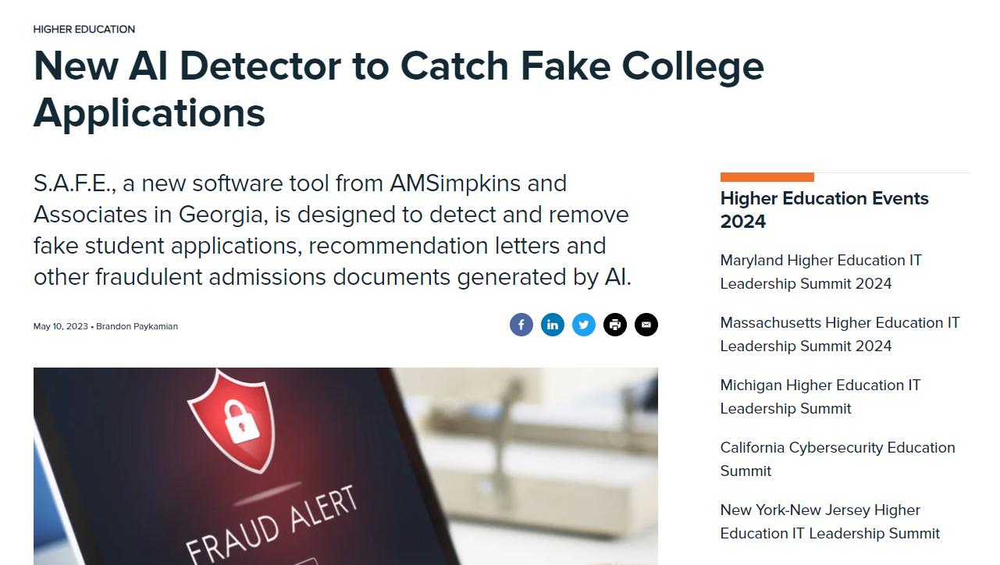 HIGHER EDUCATION
New AI Detector to Catch Fake College
Applications
S.A.F.E., a new software tool from AMSimpkins and
Associates in Georgia, is designed to detect and remove
fake student applications, recommendation letters and
other fraudulent admissions documents generated by AI.
May 10, 2023 • Brandon Paykamian
FRAUD ALERT
Higher Education Events
2024
Maryland Higher Education IT
Leadership Summit 2024
Massachusetts Higher Education IT
Leadership Summit 2024
Michigan Higher Education IT
Leadership Summit
California Cybersecurity Education
Summit
New York-New Jersey Higher
Education IT Leadership Summit